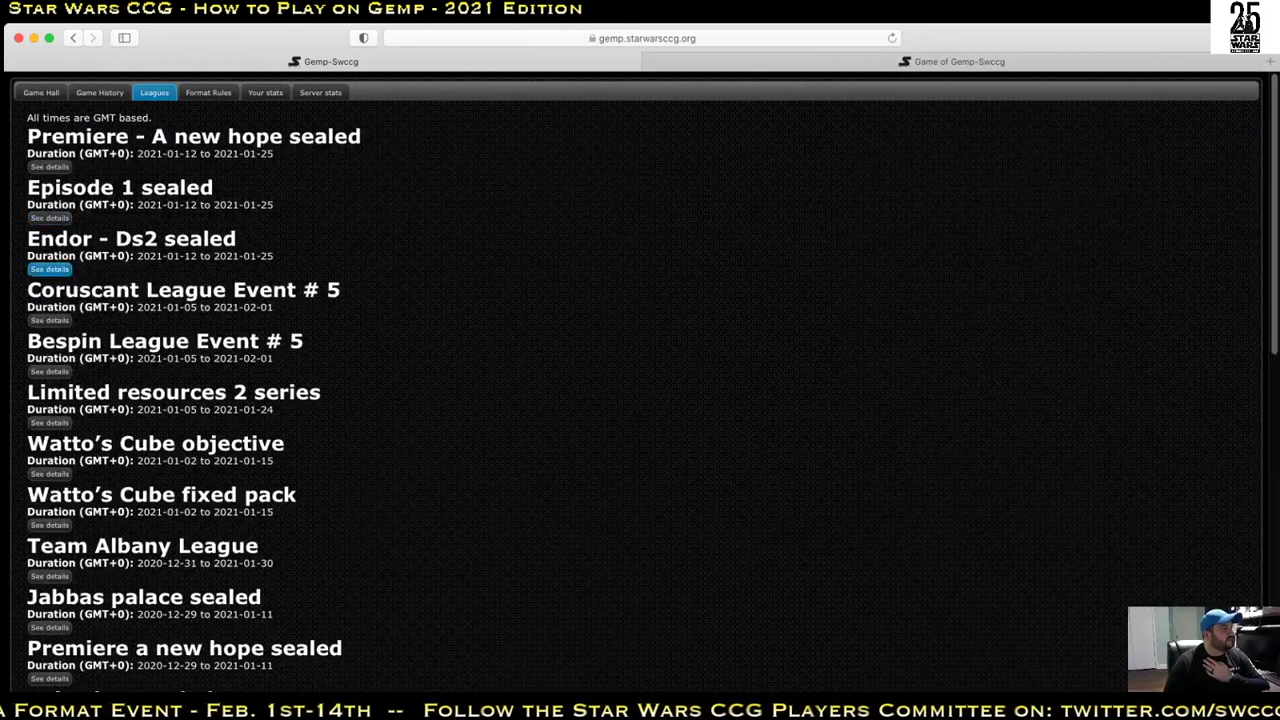 Star Wars CCG - How to Play on Gemp - 2021 Edition
25
STAR
WARS
gemp.starwarsccg.org
Gemp-Swccg
Game of Gemp-Swccg
Game Hall
Game History
Leagues
Format Rules
Your stats
Server stats
All times are GMT based.
Premiere - A new hope sealed
Duration (GMT+0): 2021-01-12 to 2021-01-25
See details
Episode 1 sealed
Duration (GMT+0): 2021-01-12 to 2021-01-25
See details
Endor - Ds2 sealed
Duration (GMT+0): 2021-01-12 to 2021-01-25
See details
Coruscant League Event # 5
Duration (GMT+0): 2021-01-05 to 2021-02-01
See details
Bespin League Event # 5
Duration (GMT+0): 2021-01-05 to 2021-02-01
See details
Limited resources 2 series
Duration (GMT+0): 2021-01-05 to 2021-01-24
See details
Watto’s Cube objective
Duration (GMT+0): 2021-01-02 to 2021-01-15
See details
Watto’s Cube fixed pack
Duration (GMT+0): 2021-01-02 to 2021-01-15
See details
Team Albany League
Duration (GMT+0): 2020-12-31 to 2021-01-30
See details
Jabbas palace sealed
Duration (GMT+0): 2020-12-29 to 2021-01-11
See details
Premiere a new hope sealed
Duration (GMT+0): 2020-12-29 to 2021-01-11
See details
A Format Event - Feb. 1st-14th -- Follow the Star Wars CCG Players Committee on: twitter.com/swcc